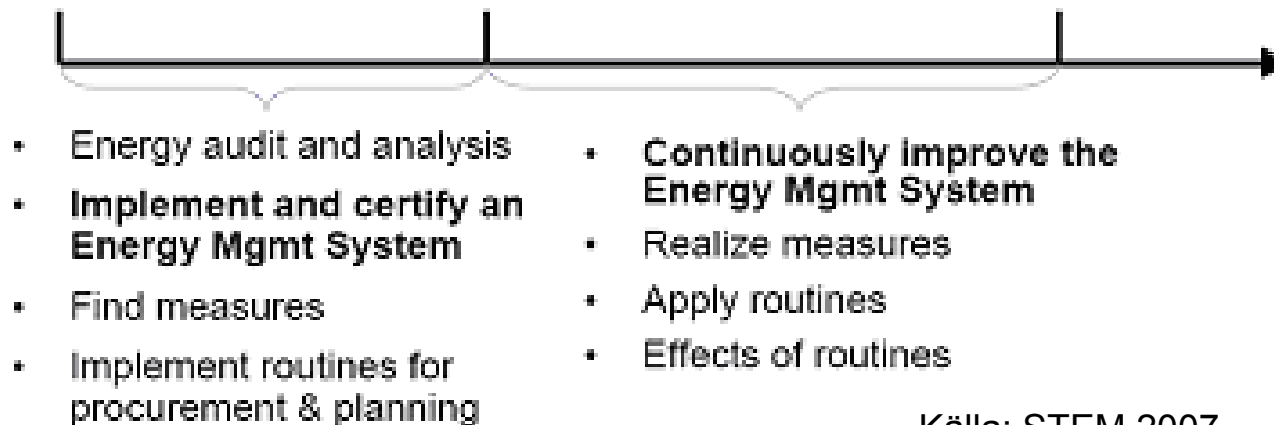 • Energy audit and analysis
• Implement and certify an
Energy Mgmt System
• Find measures
• Implement routines for
procurement & planning
• Continuously improve the
Energy Mgmt System
• Realize measures
• Apply routines
• Effects of routines
Källa: STEM 2007